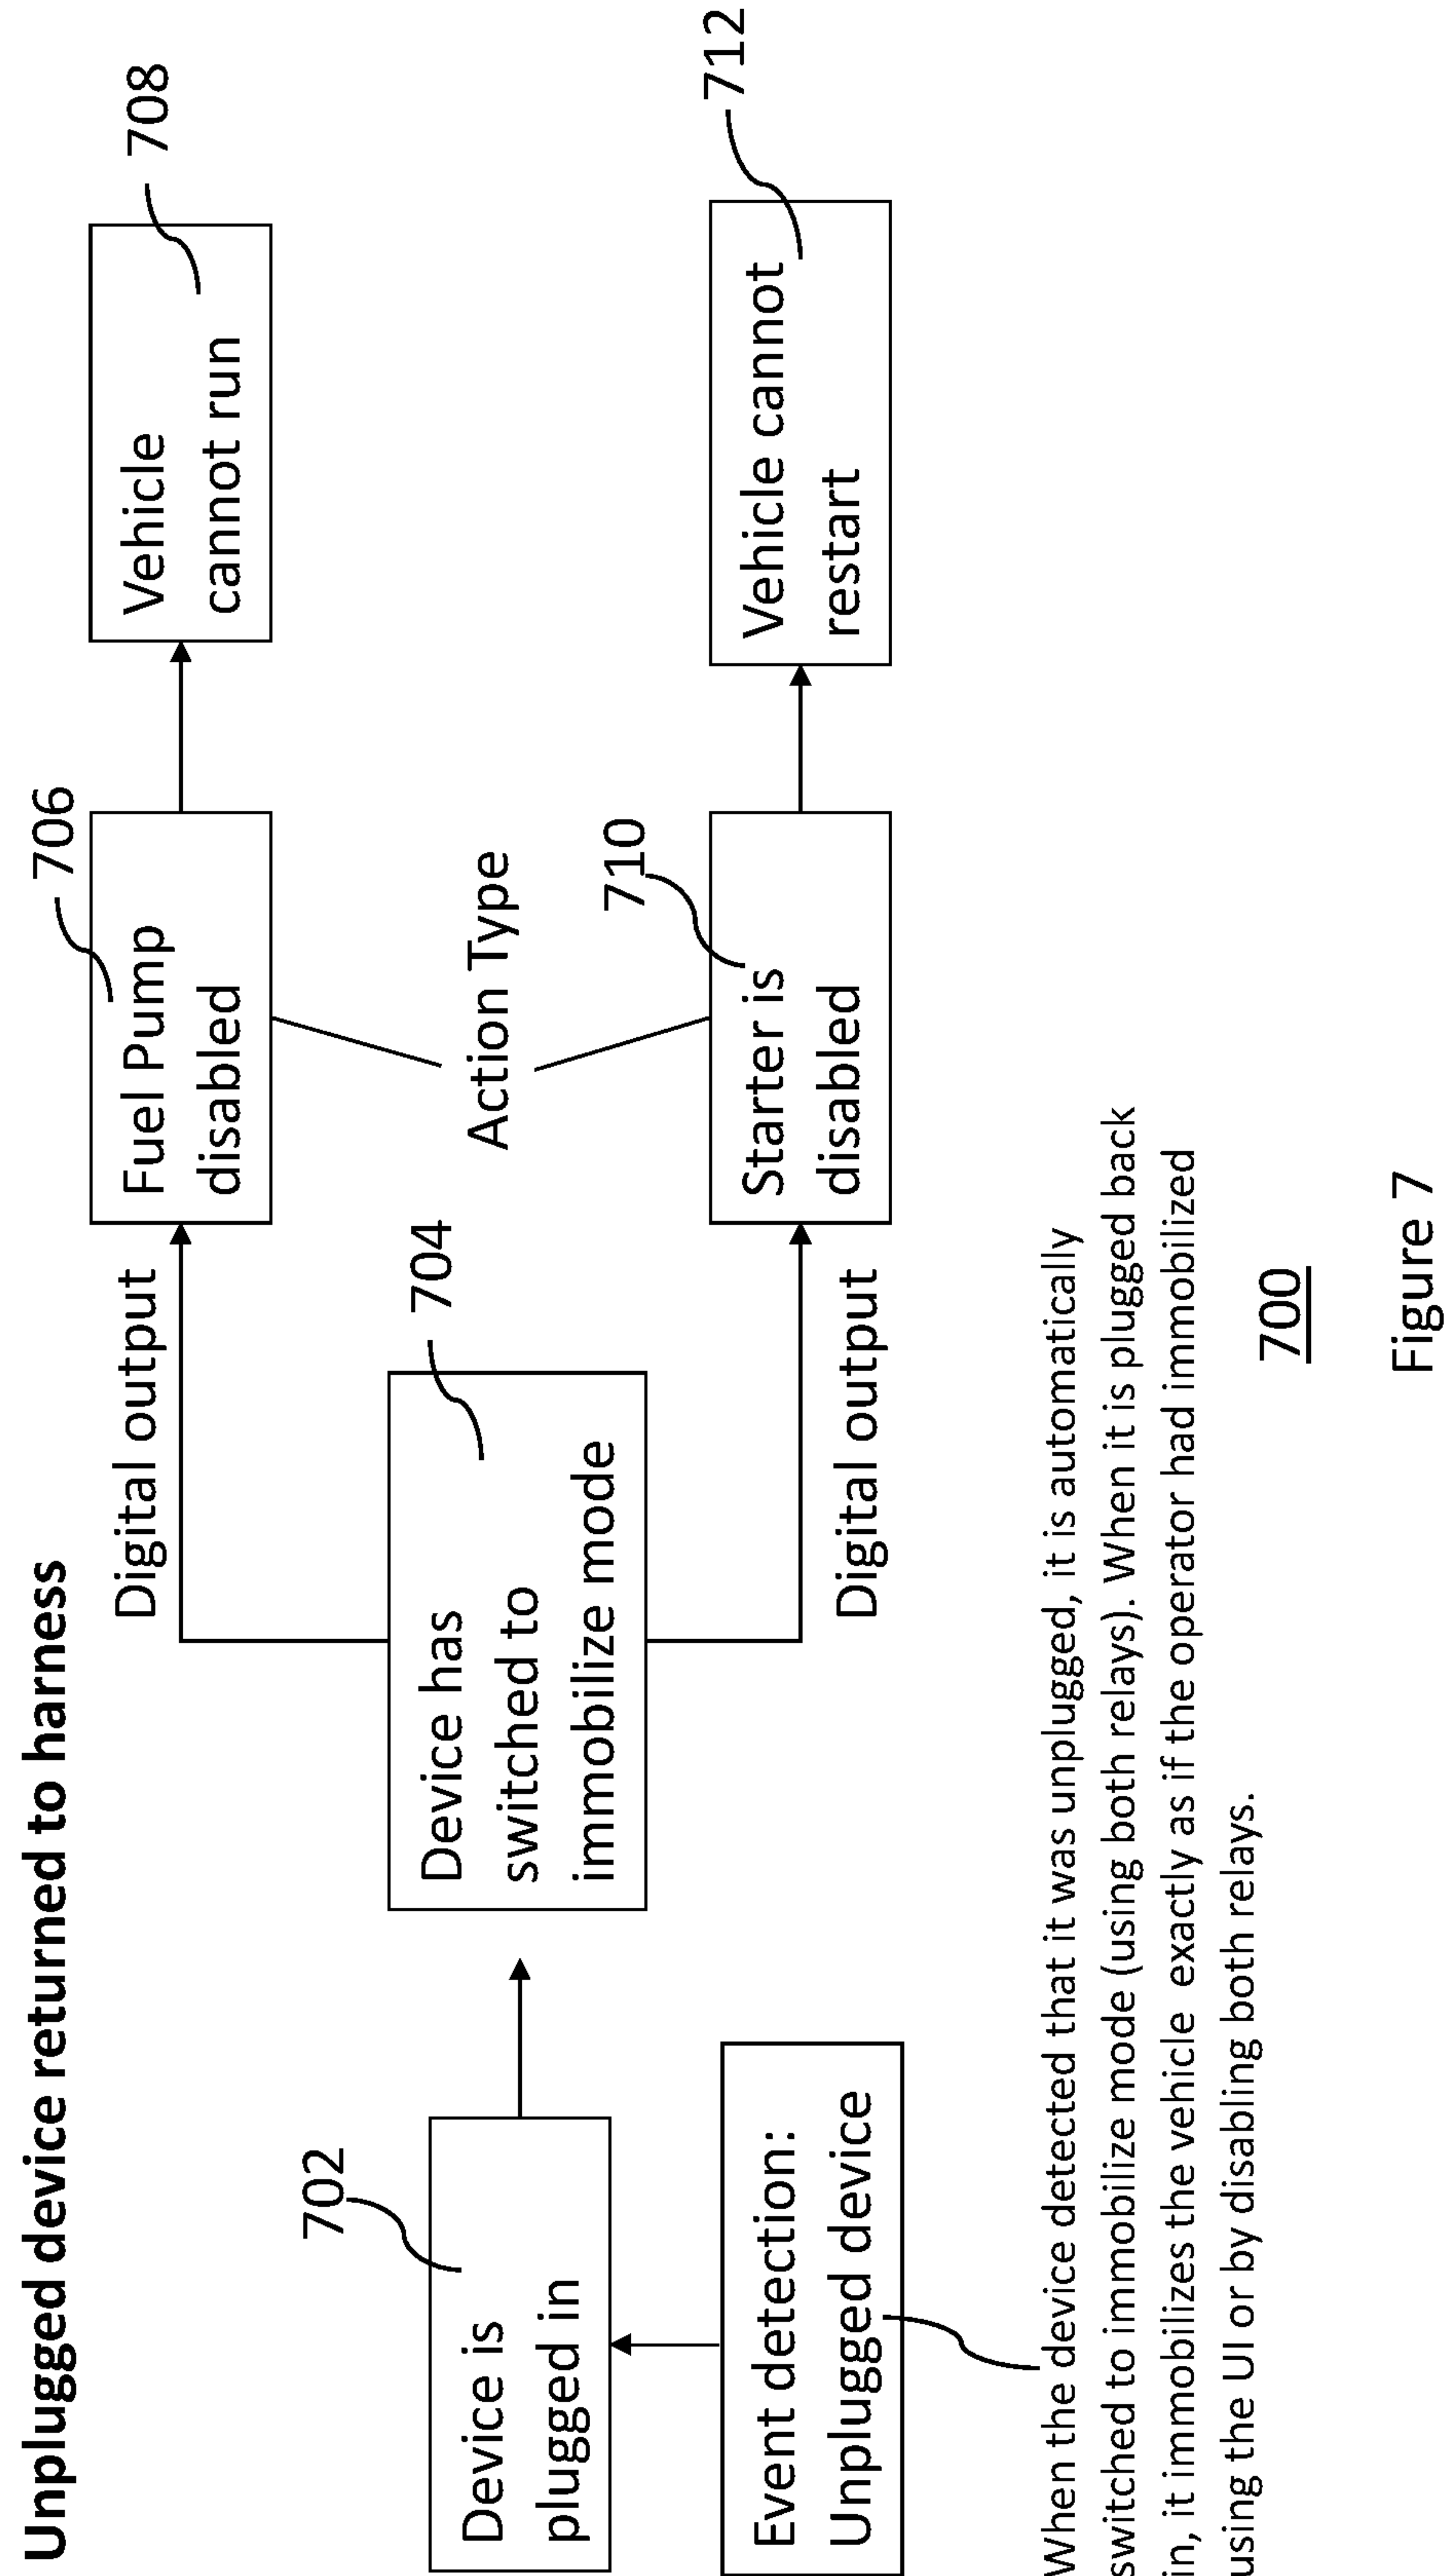 Unplugged device returned to harness
702
Device is
plugged in
Event detection:
Unplugged device
704
Device has
switched to
immobilize mode
Digital output
706
Fuel Pump
disabled
708
Vehicle
cannot run
Action Type
Digital output
710
Starter is
disabled
712
Vehicle cannot
restart
When the device detected that it was unplugged, it is automatically
switched to immobilize mode (using both relays). When it is plugged back
in, it immobilizes the vehicle exactly as if the operator had immobilized
using the UI or by disabling both relays.
700
Figure 7